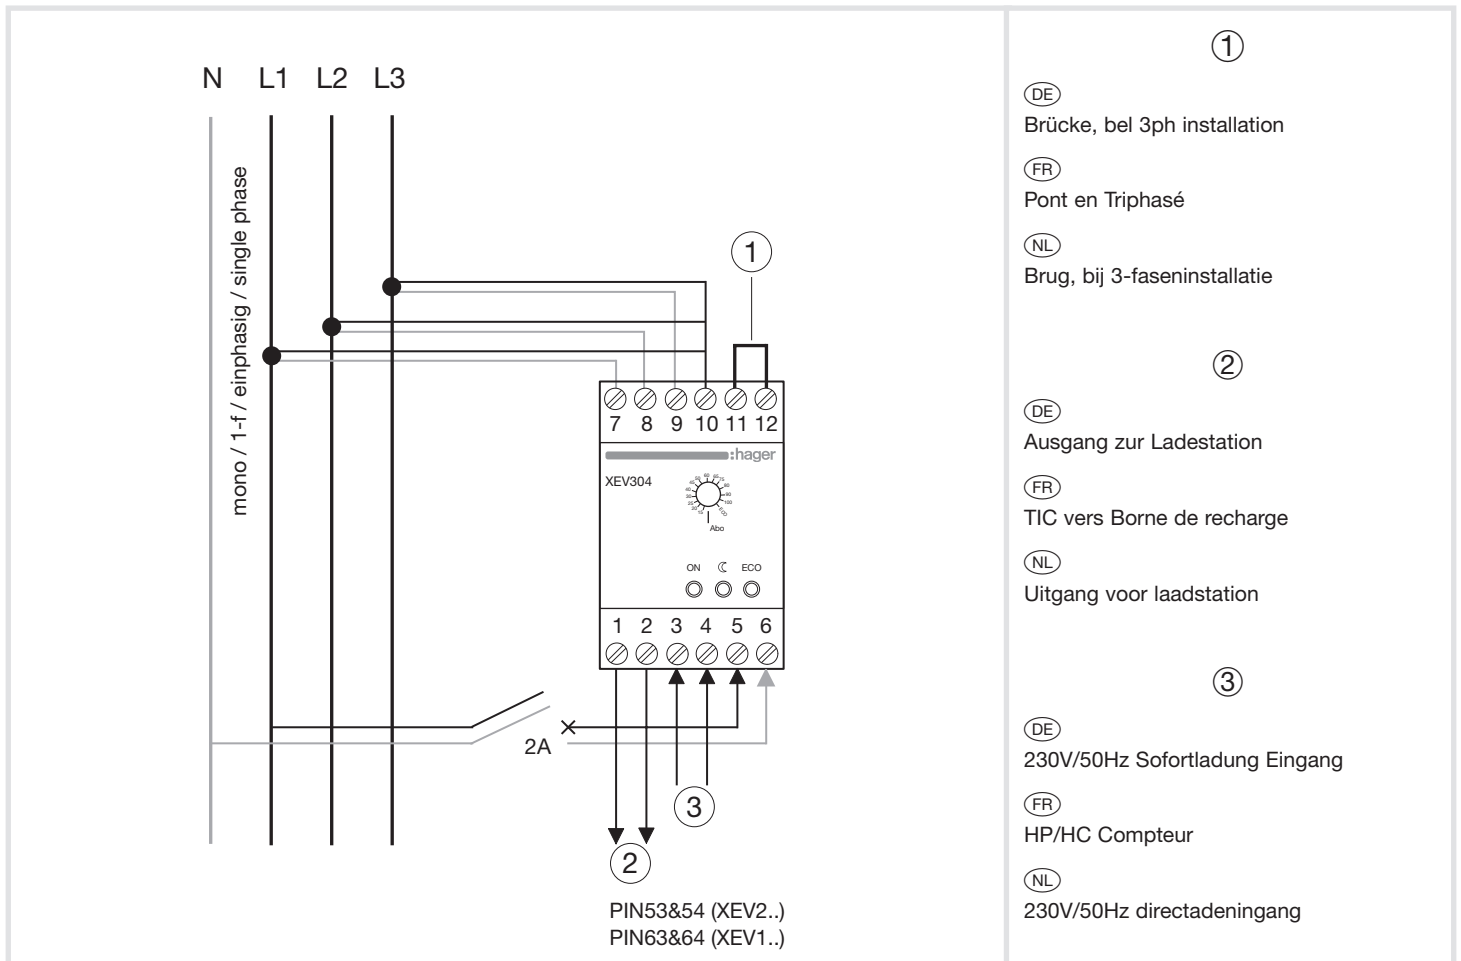 N L1 L2 L3
mono / 1-f / einphasig / single phase
1
7 8 9 10 11 12
:hager
XEV304
Abo
ON ECO
1 2 3 4 5 6
2A
3
2
PIN53&54 (XEV2..)
PIN63&64 (XEV1..)
1
DE
Brücke, bel 3ph installation
FR
Pont en Triphasé
NL
Brug, bij 3-faseninstallatie
2
DE
Ausgang zur Ladestation
FR
TIC vers Borne de recharge
NL
Uitgang voor laadstation
3
DE
230V/50Hz Sofortladung Eingang
FR
HP/HC Compteur
NL
230V/50Hz directadeningang